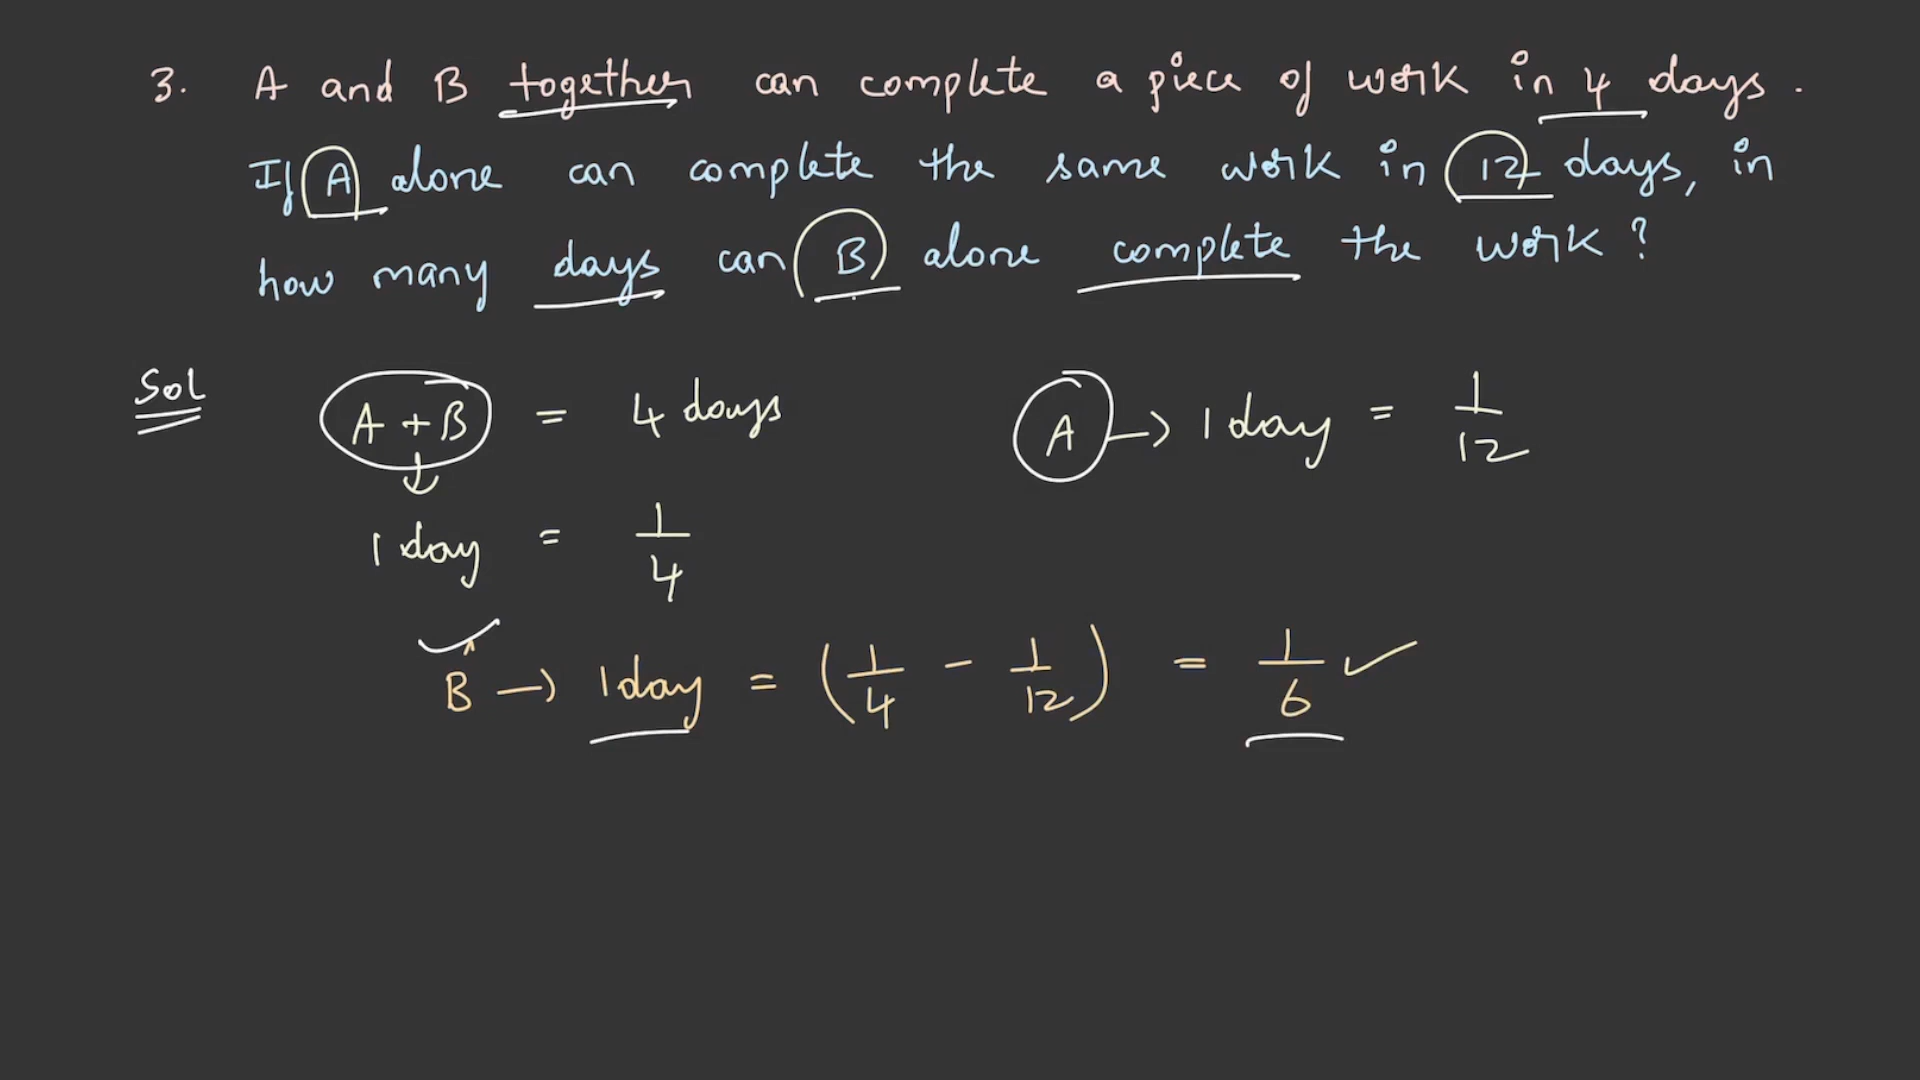 3. A and B together can complete a piece of work in 4 days.
If A alone can complete the same work in 12 days, in
how many days can B alone complete the work?
Sol
A + B = 4 days
A → 1 day = 1/12
1 day = 1/4
B → 1 day = (1/4 - 1/12) = 1/6 ✓